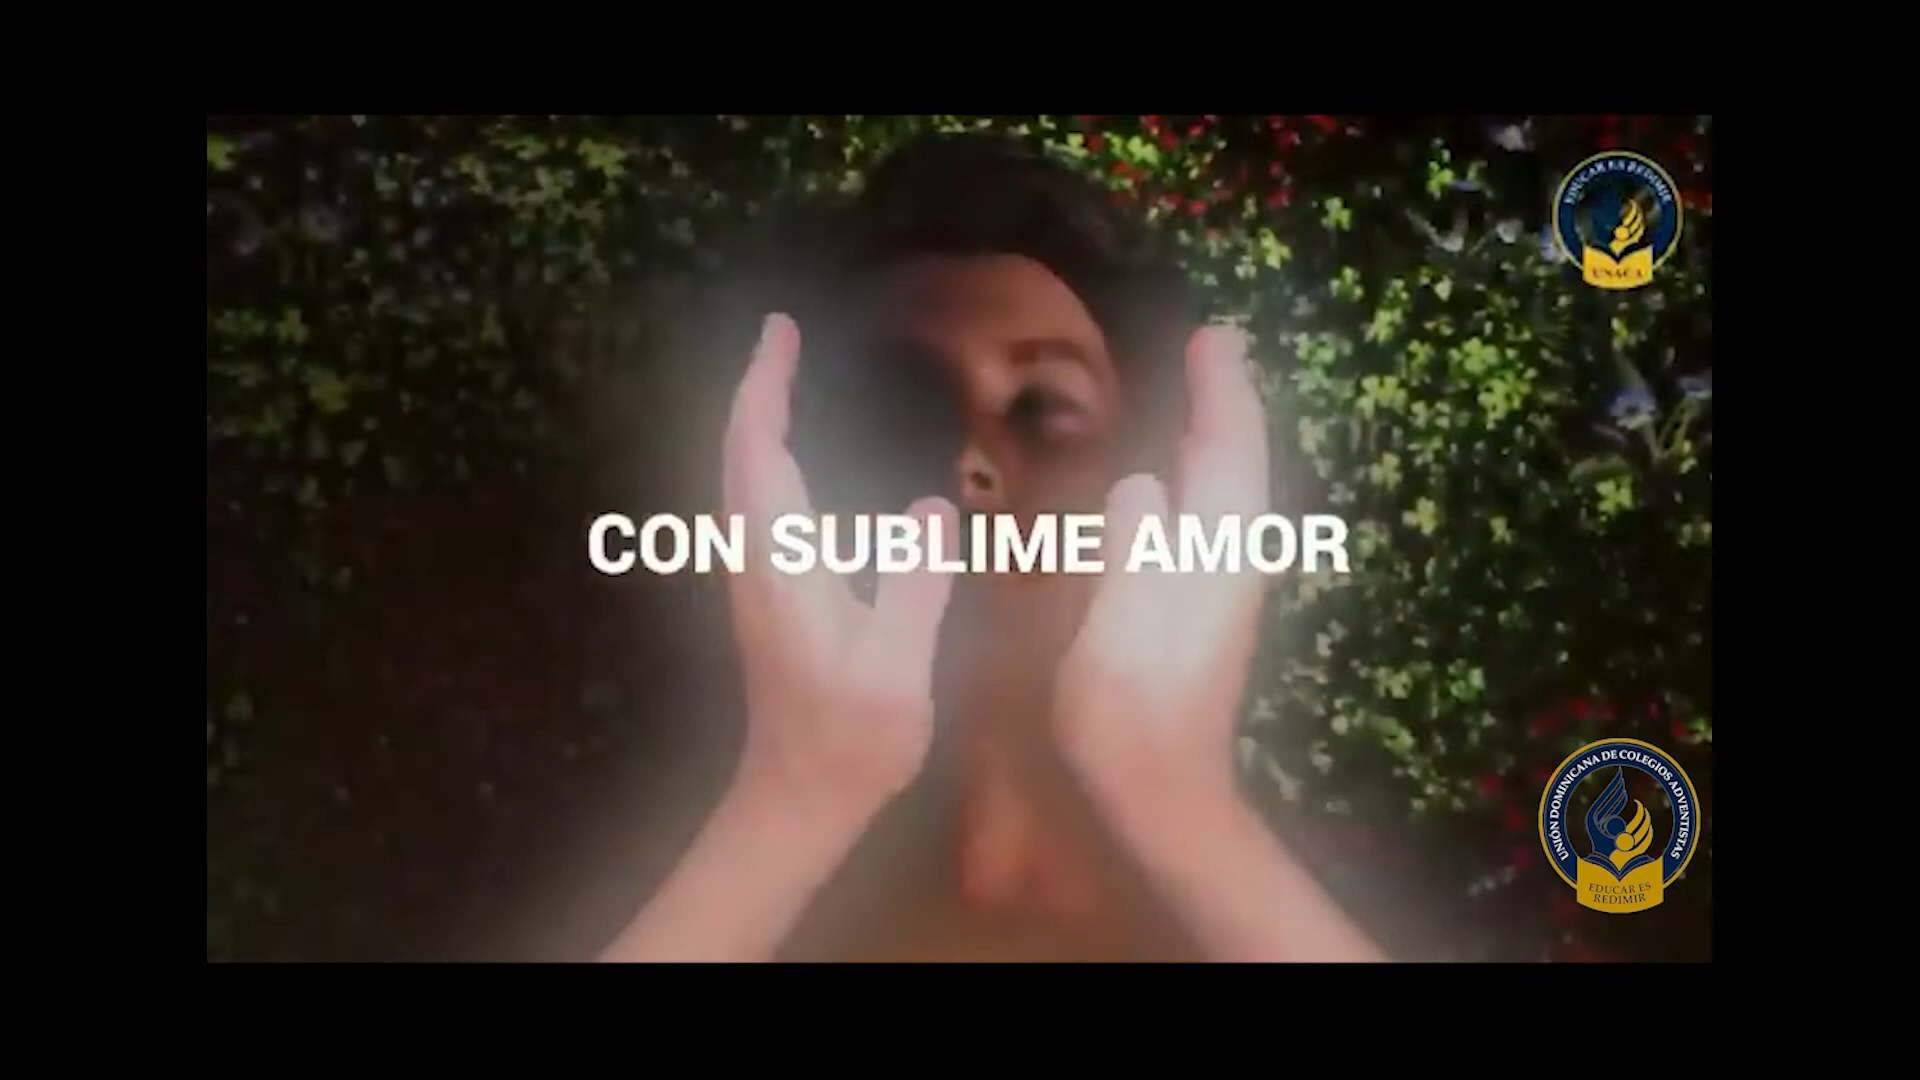 EDUCAR ES REDIMIR
UNACA
CON SUBLIME AMOR
UNIÓN DOMINICANA DE COLEGIOS ADVENTISTAS
EDUCAR ES
REDIMIR